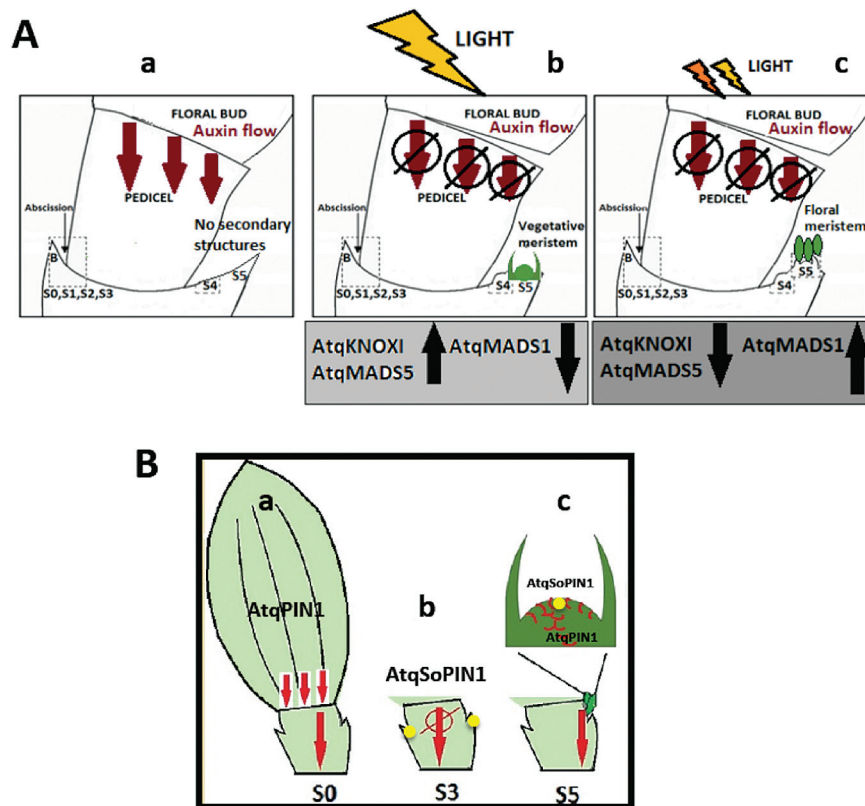 A
a
FLORAL BUD
Auxin flow
PEDICEL
Abscission
No secondary
structures
B
S0,S1,S2,S3
S4
S5
LIGHT
b
FLORAL BUD
Auxin flow
PEDICEL
Abscission
Vegetative
meristem
B
S0,S1,S2,S3
S4
S5
AtqKNOXI
AtqMADS5
AtqMADS1
LIGHT
c
FLORAL BUD
Auxin flow
PEDICEL
Abscission
Floral
meristem
B
S0,S1,S2,S3
S4
S5
AtqKNOXI
AtqMADS5
AtqMADS1
B
a
AtqPIN1
S0
b
AtqSoPIN1
S3
c
AtqSoPIN1
AtqPIN1
S5